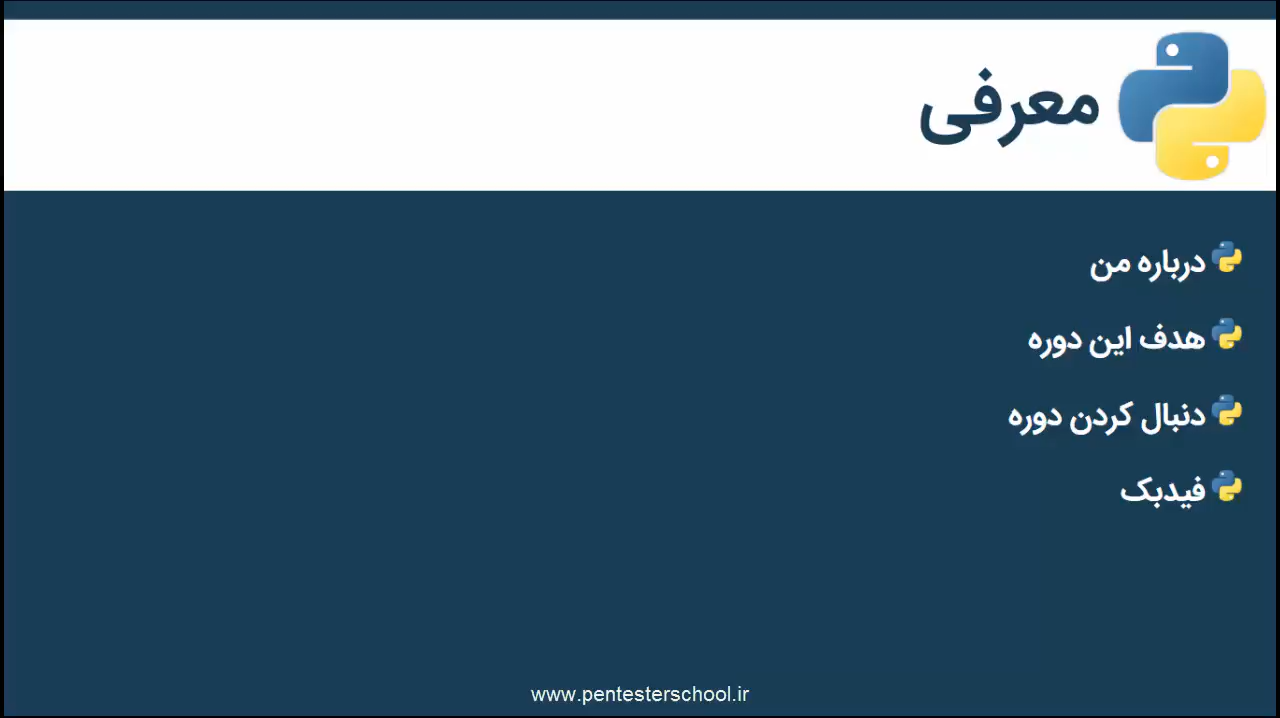 معرفی
درباره من
هدف این دوره
دنبال کردن دوره
فیدبک
www.pentesterschool.ir